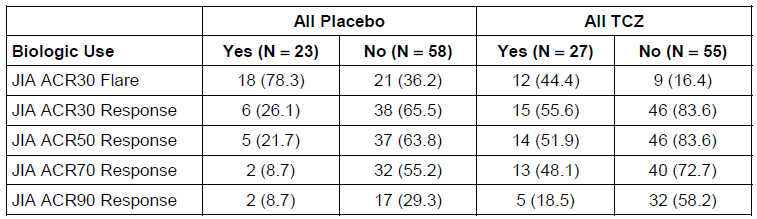 All Placebo All TCZ
Biologic Use Yes (N = 23) No (N = 58) Yes (N = 27) No (N = 55)
JIA ACR30 Flare 18 (78.3) 21 (36.2) 12 (44.4) 9 (16.4)
JIA ACR30 Response 6 (26.1) 38 (65.5) 15 (55.6) 46 (83.6)
JIA ACR50 Response 5 (21.7) 37 (63.8) 14 (51.9) 46 (83.6)
JIA ACR70 Response 2 (8.7) 32 (55.2) 13 (48.1) 40 (72.7)
JIA ACR90 Response 2 (8.7) 17 (29.3) 5 (18.5) 32 (58.2)